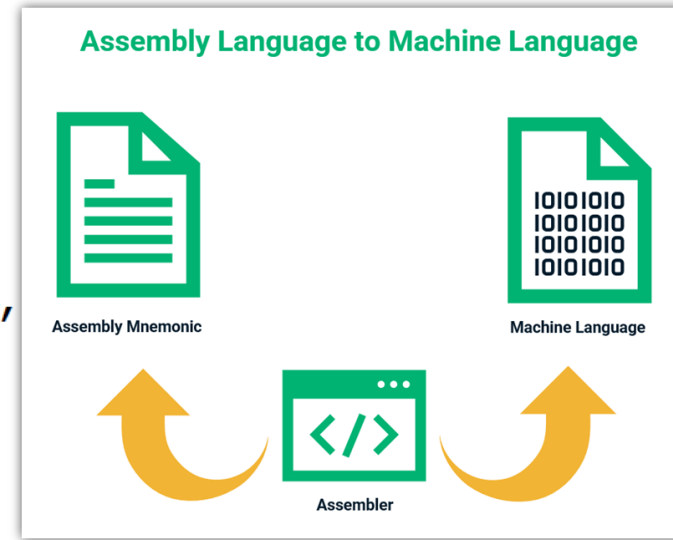 Assembly Language to Machine Language
IOIOIOIO
IOIOIOIO
IOIOIOIO
IOIOIOIO
,
Assembly Mnemonic
Machine Language
</>
Assembler